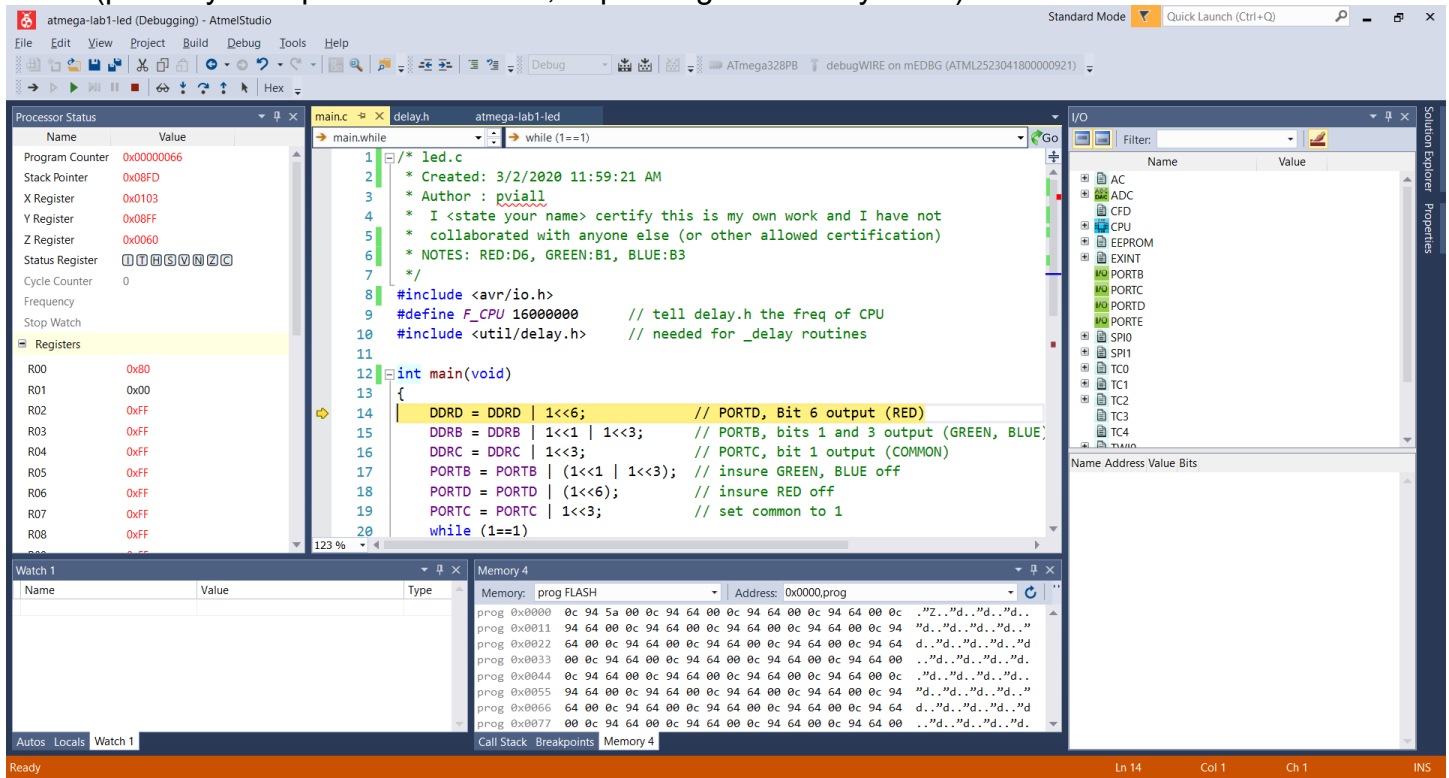 atmega-lab1-led (Debugging) - AtmelStudio
Standard Mode
Quick Launch (Ctrl+Q)
File Edit View Project Build Debug Tools Help
Debug
ATmega328PB
debugWIRE on mEDBG (ATML2523041800000921)
Hex
Processor Status
Name Value
Program Counter 0x00000066
Stack Pointer 0x08FD
X Register 0x0103
Y Register 0x08FF
Z Register 0x0060
Status Register I T H S V N Z C
Cycle Counter 0
Frequency
Stop Watch
Registers
R00 0x80
R01 0x00
R02 0xFF
R03 0xFF
R04 0xFF
R05 0xFF
R06 0xFF
R07 0xFF
R08 0xFF
main.c delay.h atmega-lab1-led
main.while while (1==1) Go
1 /* led.c
2 * Created: 3/2/2020 11:59:21 AM
3 * Author : pviall
4 * I <state your name> certify this is my own work and I have not
5 * collaborated with anyone else (or other allowed certification)
6 * NOTES: RED:D6, GREEN:B1, BLUE:B3
7 */
8 #include <avr/io.h>
9 #define F_CPU 16000000 // tell delay.h the freq of CPU
10 #include <util/delay.h> // needed for _delay routines
11
12 int main(void)
13 {
14 DDRD = DDRD | 1<<6; // PORTD, Bit 6 output (RED)
15 DDRB = DDRB | 1<<1 | 1<<3; // PORTB, bits 1 and 3 output (GREEN, BLUE)
16 DDRC = DDRC | 1<<3; // PORTC, bit 1 output (COMMON)
17 PORTB = PORTB | (1<<1 | 1<<3); // insure GREEN, BLUE off
18 PORTD = PORTD | (1<<6); // insure RED off
19 PORTC = PORTC | 1<<3; // set common to 1
20 while (1==1)
123 %
I/O
Filter:
Name Value
AC
ADC
CFD
CPU
EEPROM
EXINT
PORTB
PORTC
PORTD
PORTE
SPI0
SPI1
TC0
TC1
TC2
TC3
TC4
TWI0
Name Address Value Bits
Solution Explorer
Properties
Watch 1
Name Value Type
Autos Locals Watch 1
Memory 4
Memory: prog FLASH Address: 0x0000,prog
prog 0x0000 0c 94 5a 00 0c 94 64 00 0c 94 64 00 0c 94 64 00 0c .”Z..”d..”d..”d..
prog 0x0011 94 64 00 0c 94 64 00 0c 94 64 00 0c 94 64 00 0c 94 ”d..”d..”d..”d..”
prog 0x0022 64 00 0c 94 64 00 0c 94 64 00 0c 94 64 00 0c 94 64 d..”d..”d..”d..”d
prog 0x0033 00 0c 94 64 00 0c 94 64 00 0c 94 64 00 0c 94 64 00 ..”d..”d..”d..”d.
prog 0x0044 0c 94 64 00 0c 94 64 00 0c 94 64 00 0c 94 64 00 0c .”d..”d..”d..”d..
prog 0x0055 94 64 00 0c 94 64 00 0c 94 64 00 0c 94 64 00 0c 94 ”d..”d..”d..”d..”
prog 0x0066 64 00 0c 94 64 00 0c 94 64 00 0c 94 64 00 0c 94 64 d..”d..”d..”d..”d
prog 0x0077 00 0c 94 64 00 0c 94 64 00 0c 94 64 00 0c 94 64 00 ..”d..”d..”d..”d.
Call Stack Breakpoints Memory 4
Ready
Ln 14 Col 1 Ch 1 INS